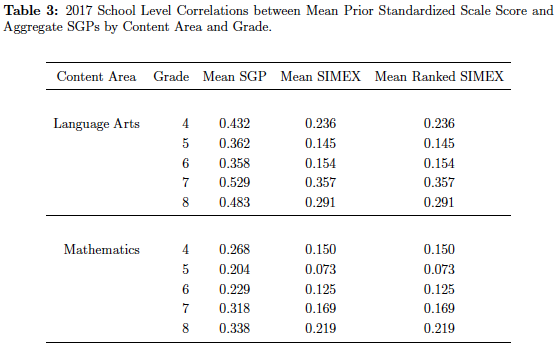 Table 3: 2017 School Level Correlations between Mean Prior Standardized Scale Score and
Aggregate SGPs by Content Area and Grade.
Content Area Grade Mean SGP Mean SIMEX Mean Ranked SIMEX
Language Arts 4 0.432 0.236 0.236
5 0.362 0.145 0.145
6 0.358 0.154 0.154
7 0.529 0.357 0.357
8 0.483 0.291 0.291
Mathematics 4 0.268 0.150 0.150
5 0.204 0.073 0.073
6 0.229 0.125 0.125
7 0.318 0.169 0.169
8 0.338 0.219 0.219